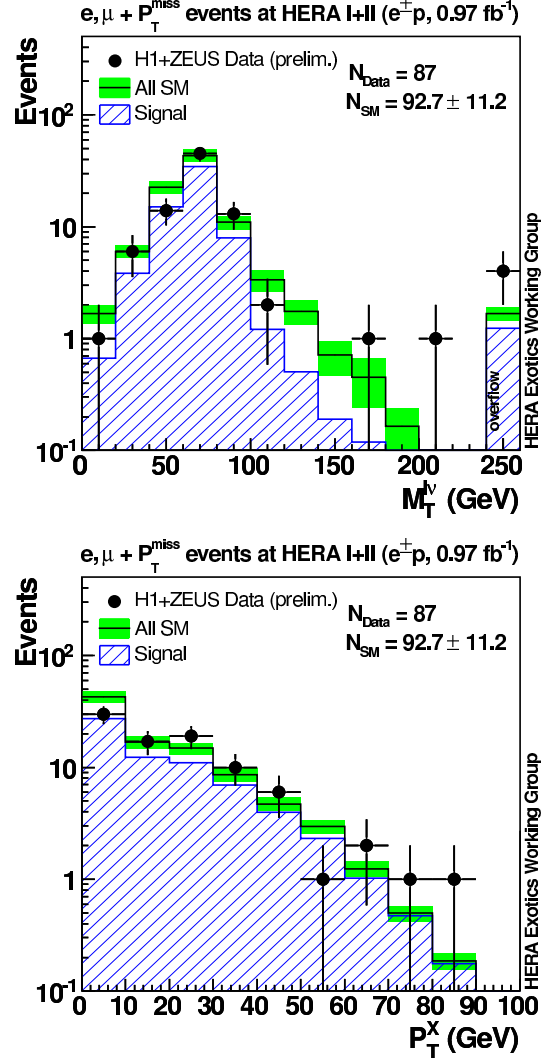 e, μ + P_T^miss events at HERA I+II (e^±p, 0.97 fb^-1)
Events
H1+ZEUS Data (prelim.)
All SM
Signal
N_Data = 87
N_SM = 92.7 ± 11.2
10^2
10
1
10^-1
overflow
0 50 100 150 200 250
M_T^lν (GeV)
HERA Exotics Working Group
e, μ + P_T^miss events at HERA I+II (e^±p, 0.97 fb^-1)
Events
H1+ZEUS Data (prelim.)
All SM
Signal
N_Data = 87
N_SM = 92.7 ± 11.2
10^2
10
1
10^-1
0 10 20 30 40 50 60 70 80 90 100
P_T^X (GeV)
HERA Exotics Working Group